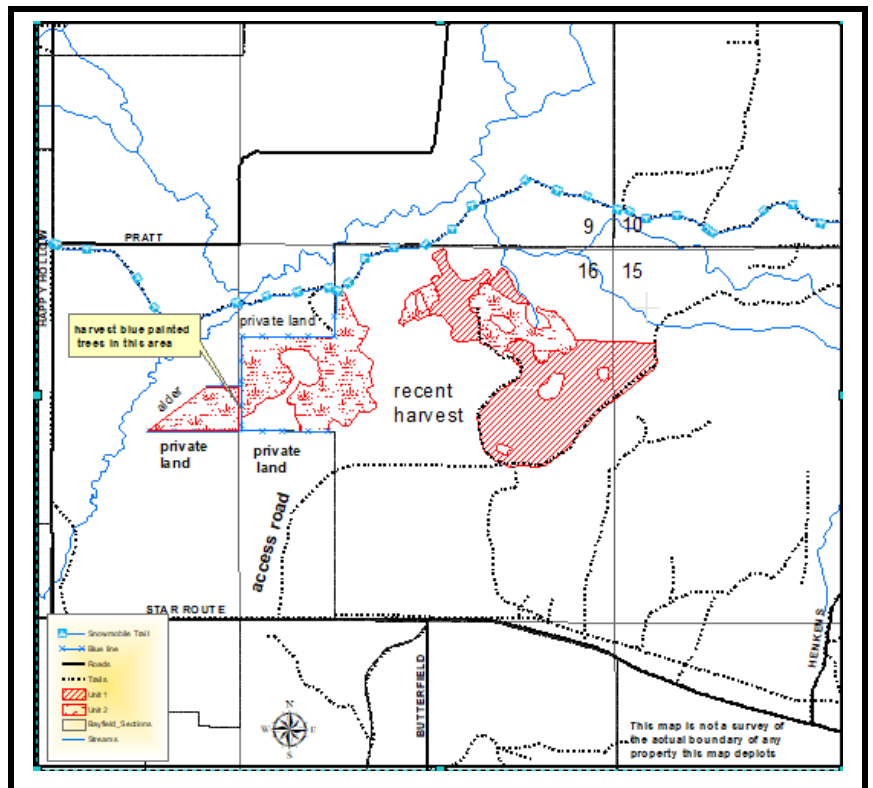 9
10
PRATT
16
15
HAPPY HOLLOW
private land
harvest blue painted
trees in this area
alder
recent
harvest
private
land
private
land
access road
STAR ROUTE
HENKENS
BUTTERFIELD
Snowmobile Trail
Blue line
Roads
Trails
Unit 1
Unit 2
Bayfield_Sections
Streams
N
W
E
S
This map is not a survey of
the actual boundary of any
property this map depiots